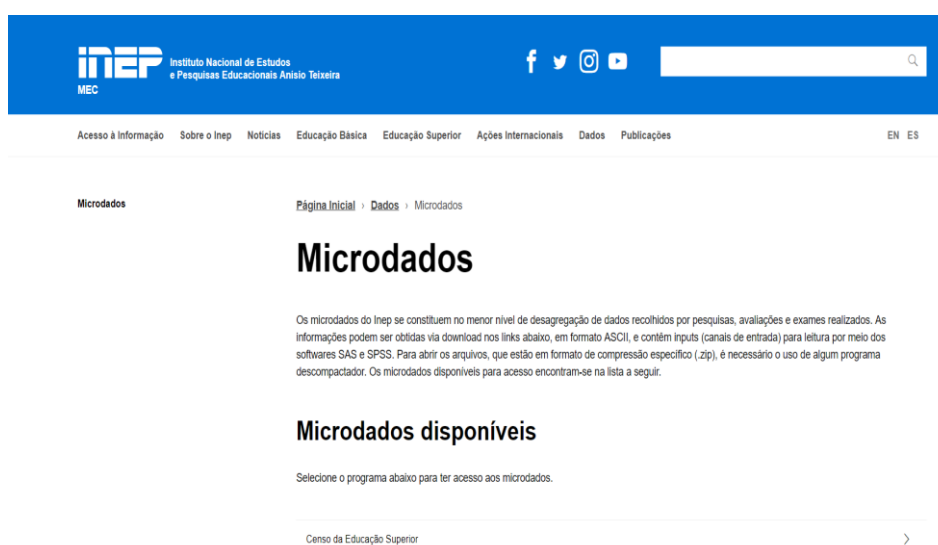 inep
MEC
Instituto Nacional de Estudos
e Pesquisas Educacionais Anísio Teixeira
Acesso à Informação Sobre o Inep Notícias Educação Básica Educação Superior Ações Internacionais Dados Publicações EN ES
Microdados
Página Inicial › Dados › Microdados
Microdados
Os microdados do Inep se constituem no menor nível de desagregação de dados recolhidos por pesquisas, avaliações e exames realizados. As
informações podem ser obtidas via download nos links abaixo, em formato ASCII, e contêm inputs (canais de entrada) para leitura por meio dos
softwares SAS e SPSS. Para abrir os arquivos, que estão em formato de compressão específico (.zip), é necessário o uso de algum programa
descompactador. Os microdados disponíveis para acesso encontram-se na lista a seguir.
Microdados disponíveis
Selecione o programa abaixo para ter acesso aos microdados.
Censo da Educação Superior